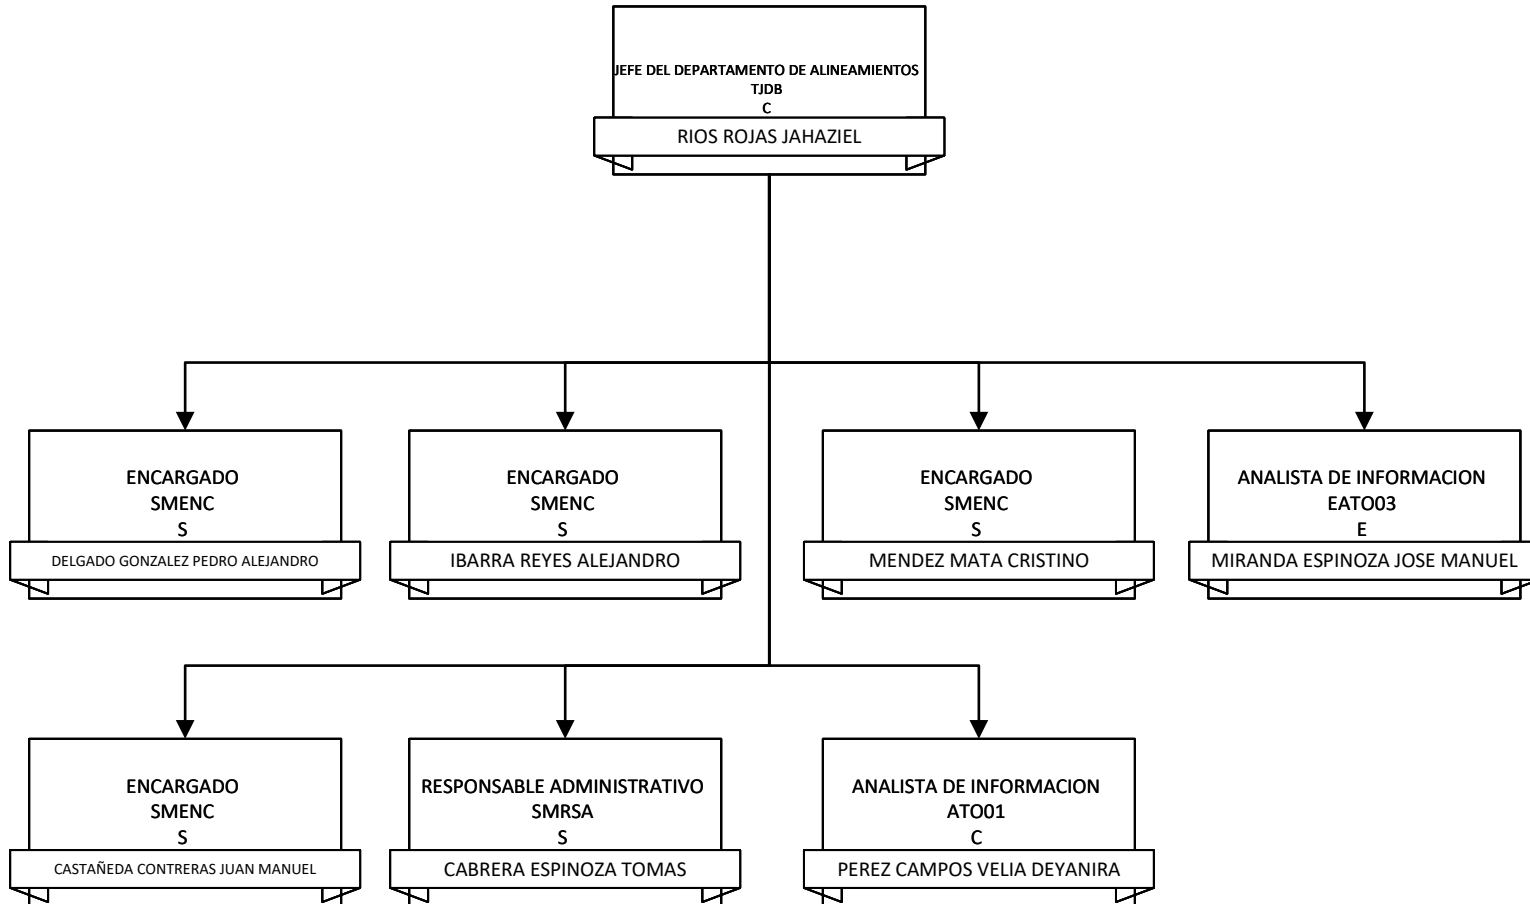 JEFE DEL DEPARTAMENTO DE ALINEAMIENTOS
TJDB
C
RIOS ROJAS JAHAZIEL
ENCARGADO
SMENC
S
DELGADO GONZALEZ PEDRO ALEJANDRO
ENCARGADO
SMENC
S
IBARRA REYES ALEJANDRO
ENCARGADO
SMENC
S
MENDEZ MATA CRISTINO
ANALISTA DE INFORMACION
EATO03
E
MIRANDA ESPINOZA JOSE MANUEL
ENCARGADO
SMENC
S
CASTAÑEDA CONTRERAS JUAN MANUEL
RESPONSABLE ADMINISTRATIVO
SMRSA
S
CABRERA ESPINOZA TOMAS
ANALISTA DE INFORMACION
ATO01
C
PEREZ CAMPOS VELIA DEYANIRA